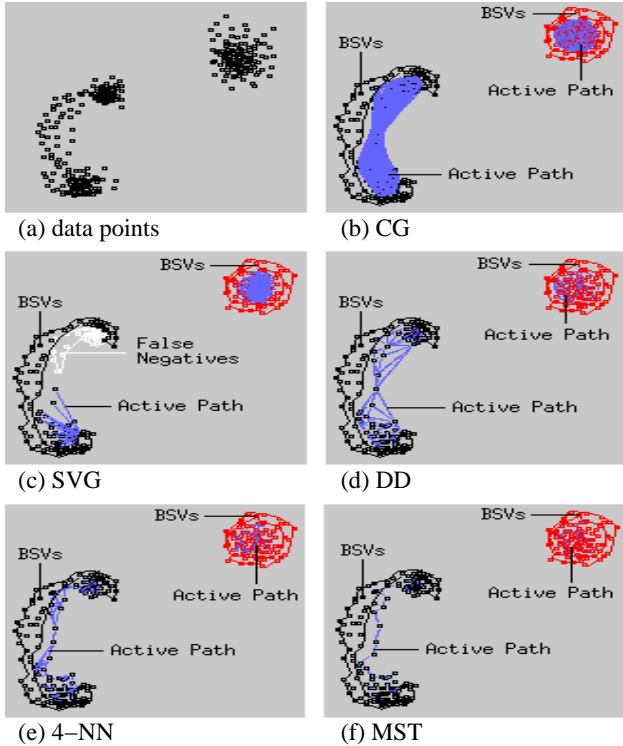 (a) data points
BSVs
BSVs
Active Path
Active Path
(b) CG
BSVs
BSVs
False
Negatives
Active Path
(c) SVG
BSVs
BSVs
Active Path
Active Path
(d) DD
BSVs
BSVs
Active Path
Active Path
(e) 4−NN
BSVs
BSVs
Active Path
Active Path
(f) MST